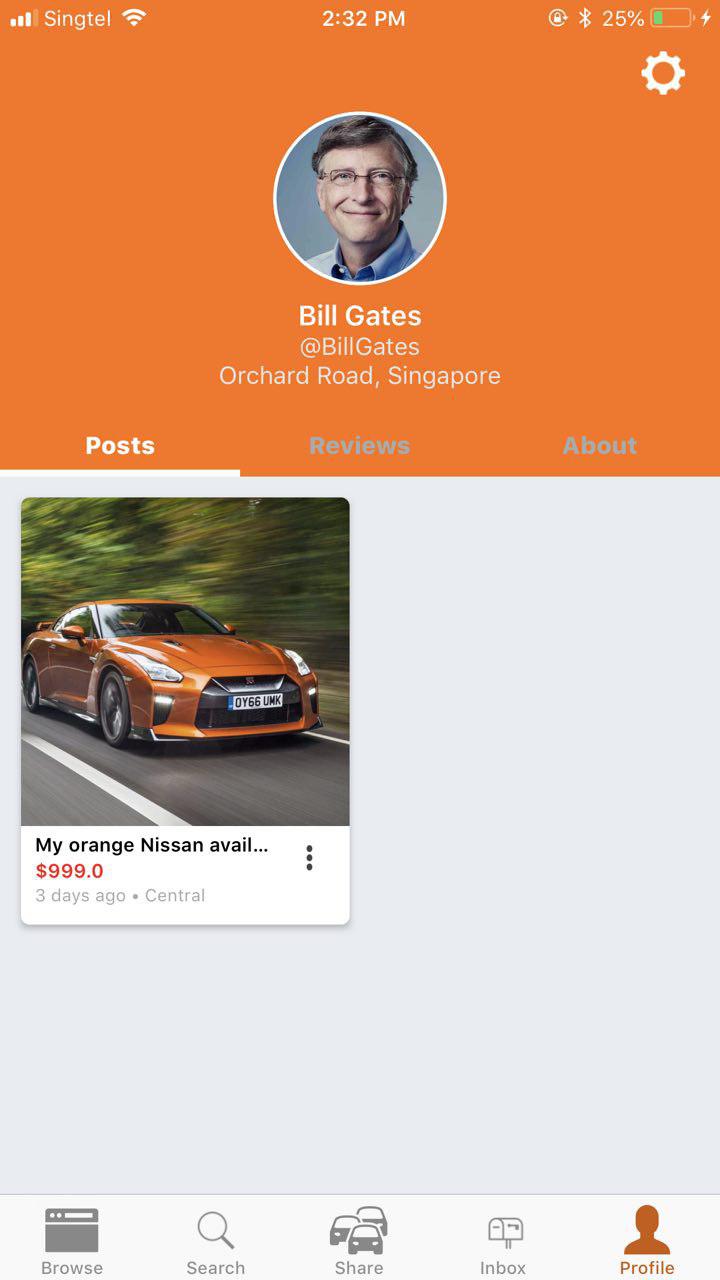 Singtel 2:32 PM 25%
Bill Gates
@BillGates
Orchard Road, Singapore
Posts Reviews About
OY66 UMK
My orange Nissan avail...
$999.0
3 days ago • Central
Browse Search Share Inbox Profile